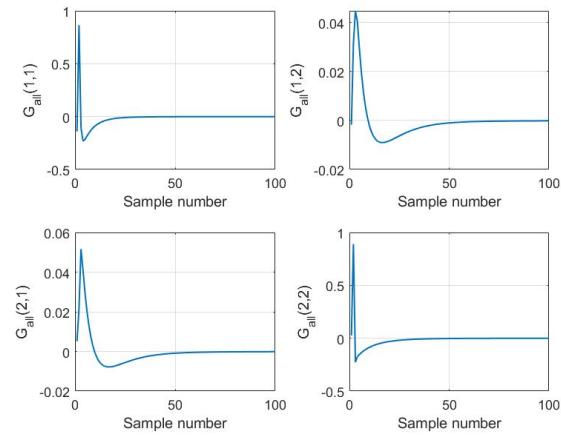 1
0.5
0
-0.5
G_all(1,1)
0 50 100
Sample number
0.04
0.02
0
-0.02
G_all(1,2)
0 50 100
Sample number
0.06
0.04
0.02
0
-0.02
G_all(2,1)
0 50 100
Sample number
1
0.5
0
-0.5
G_all(2,2)
0 50 100
Sample number